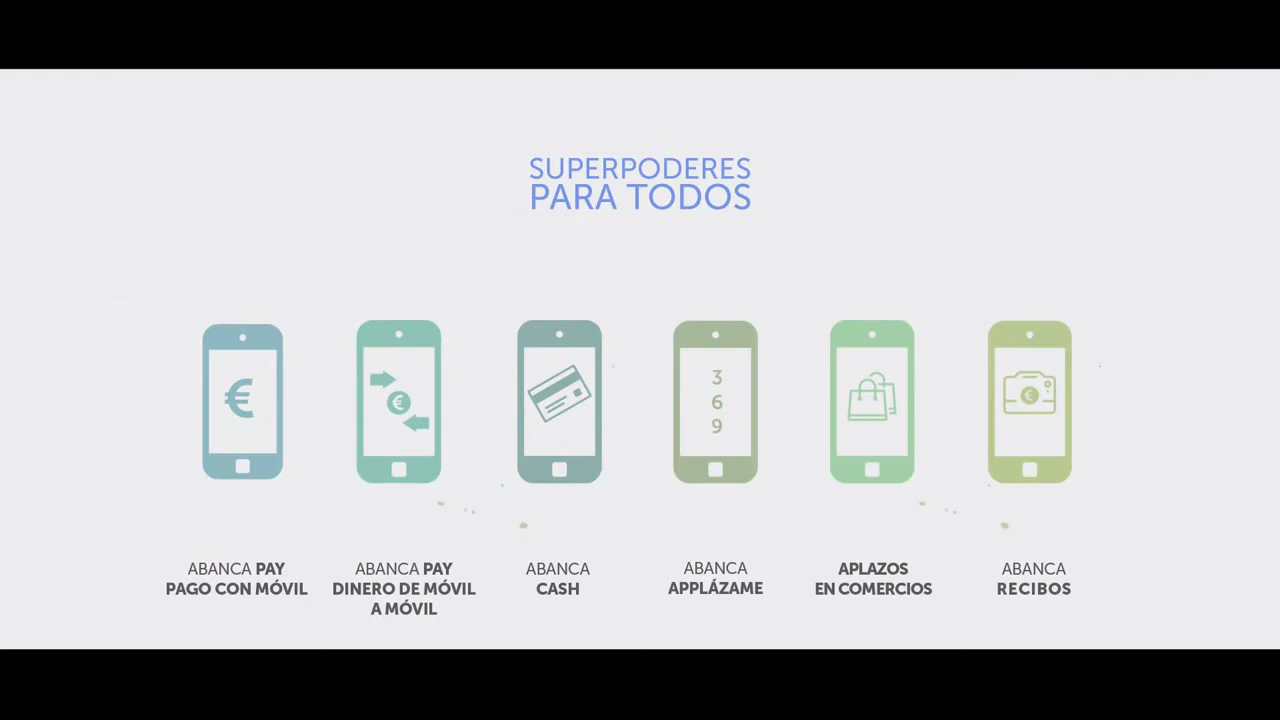 SUPERPODERES
PARA TODOS
€
€
3
6
9
€
ABANCA PAY
PAGO CON MÓVIL
ABANCA PAY
DINERO DE MÓVIL
A MÓVIL
ABANCA
CASH
ABANCA
APPLÁZAME
APLAZOS
EN COMERCIOS
ABANCA
RECIBOS